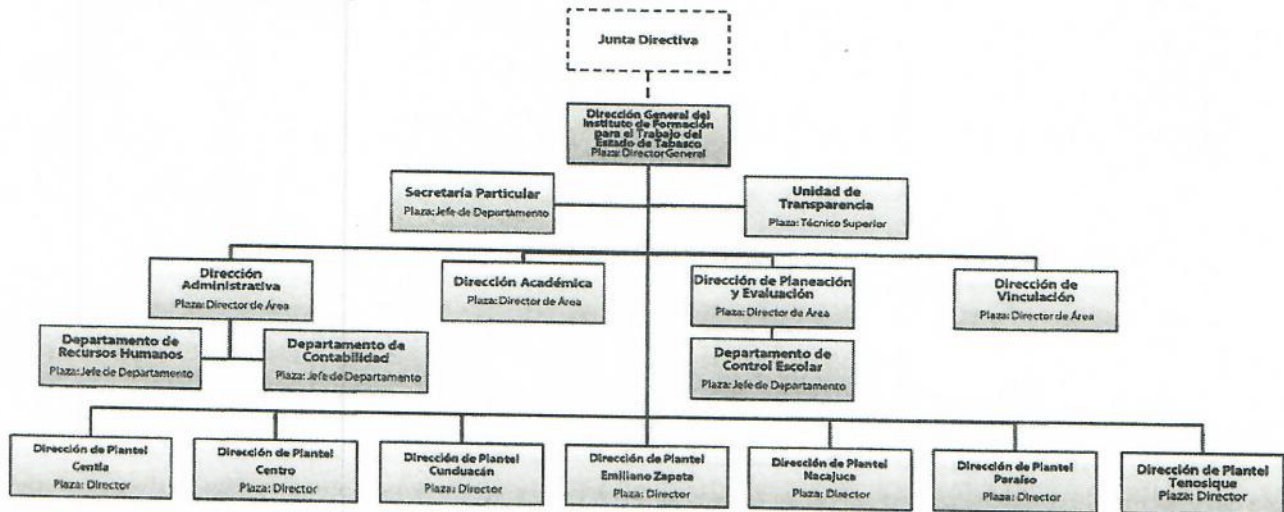 Junta Directiva
Dirección General del
Instituto de Formación
para el Trabajo del
Estado de Tabasco
Plaza: Director General
Secretaría Particular
Plaza: Jefe de Departamento
Unidad de
Transparencia
Plaza: Técnico Superior
Dirección
Administrativa
Plaza: Director de Área
Dirección Académica
Plaza: Director de Área
Dirección de Planeación
y Evaluación
Plaza: Director de Área
Dirección de
Vinculación
Plaza: Director de Área
Departamento de
Recursos Humanos
Plaza: Jefe de Departamento
Departamento de
Contabilidad
Plaza: Jefe de Departamento
Departamento de
Control Escolar
Plaza: Jefe de Departamento
Dirección de Plantel
Centla
Plaza: Director
Dirección de Plantel
Centro
Plaza: Director
Dirección de Plantel
Cunduacán
Plaza: Director
Dirección de Plantel
Emiliano Zapata
Plaza: Director
Dirección de Plantel
Nacajuca
Plaza: Director
Dirección de Plantel
Paraíso
Plaza: Director
Dirección de Plantel
Tenosique
Plaza: Director